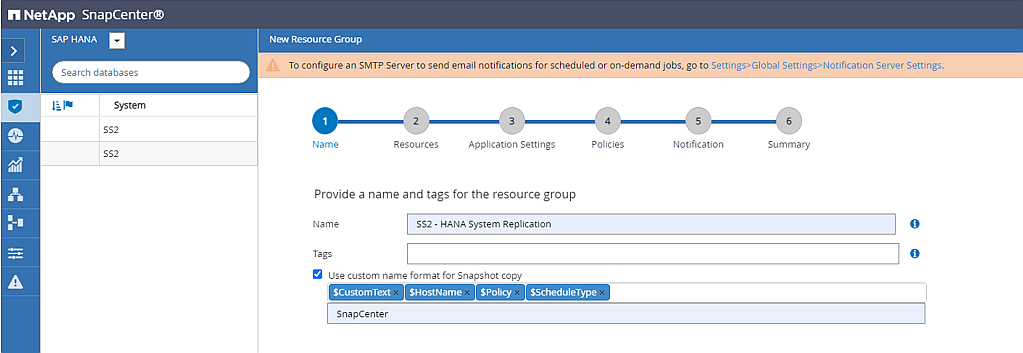 NetApp SnapCenter®
SAP HANA
New Resource Group
Search databases
To configure an SMTP Server to send email notifications for scheduled or on-demand jobs, go to Settings>Global Settings>Notification Server Settings.
System
SS2
SS2
1 2 3 4 5 6
Name Resources Application Settings Policies Notification Summary
Provide a name and tags for the resource group
Name SS2 - HANA System Replication
Tags
Use custom name format for Snapshot copy
$CustomText × $HostName × $Policy × $ScheduleType ×
SnapCenter